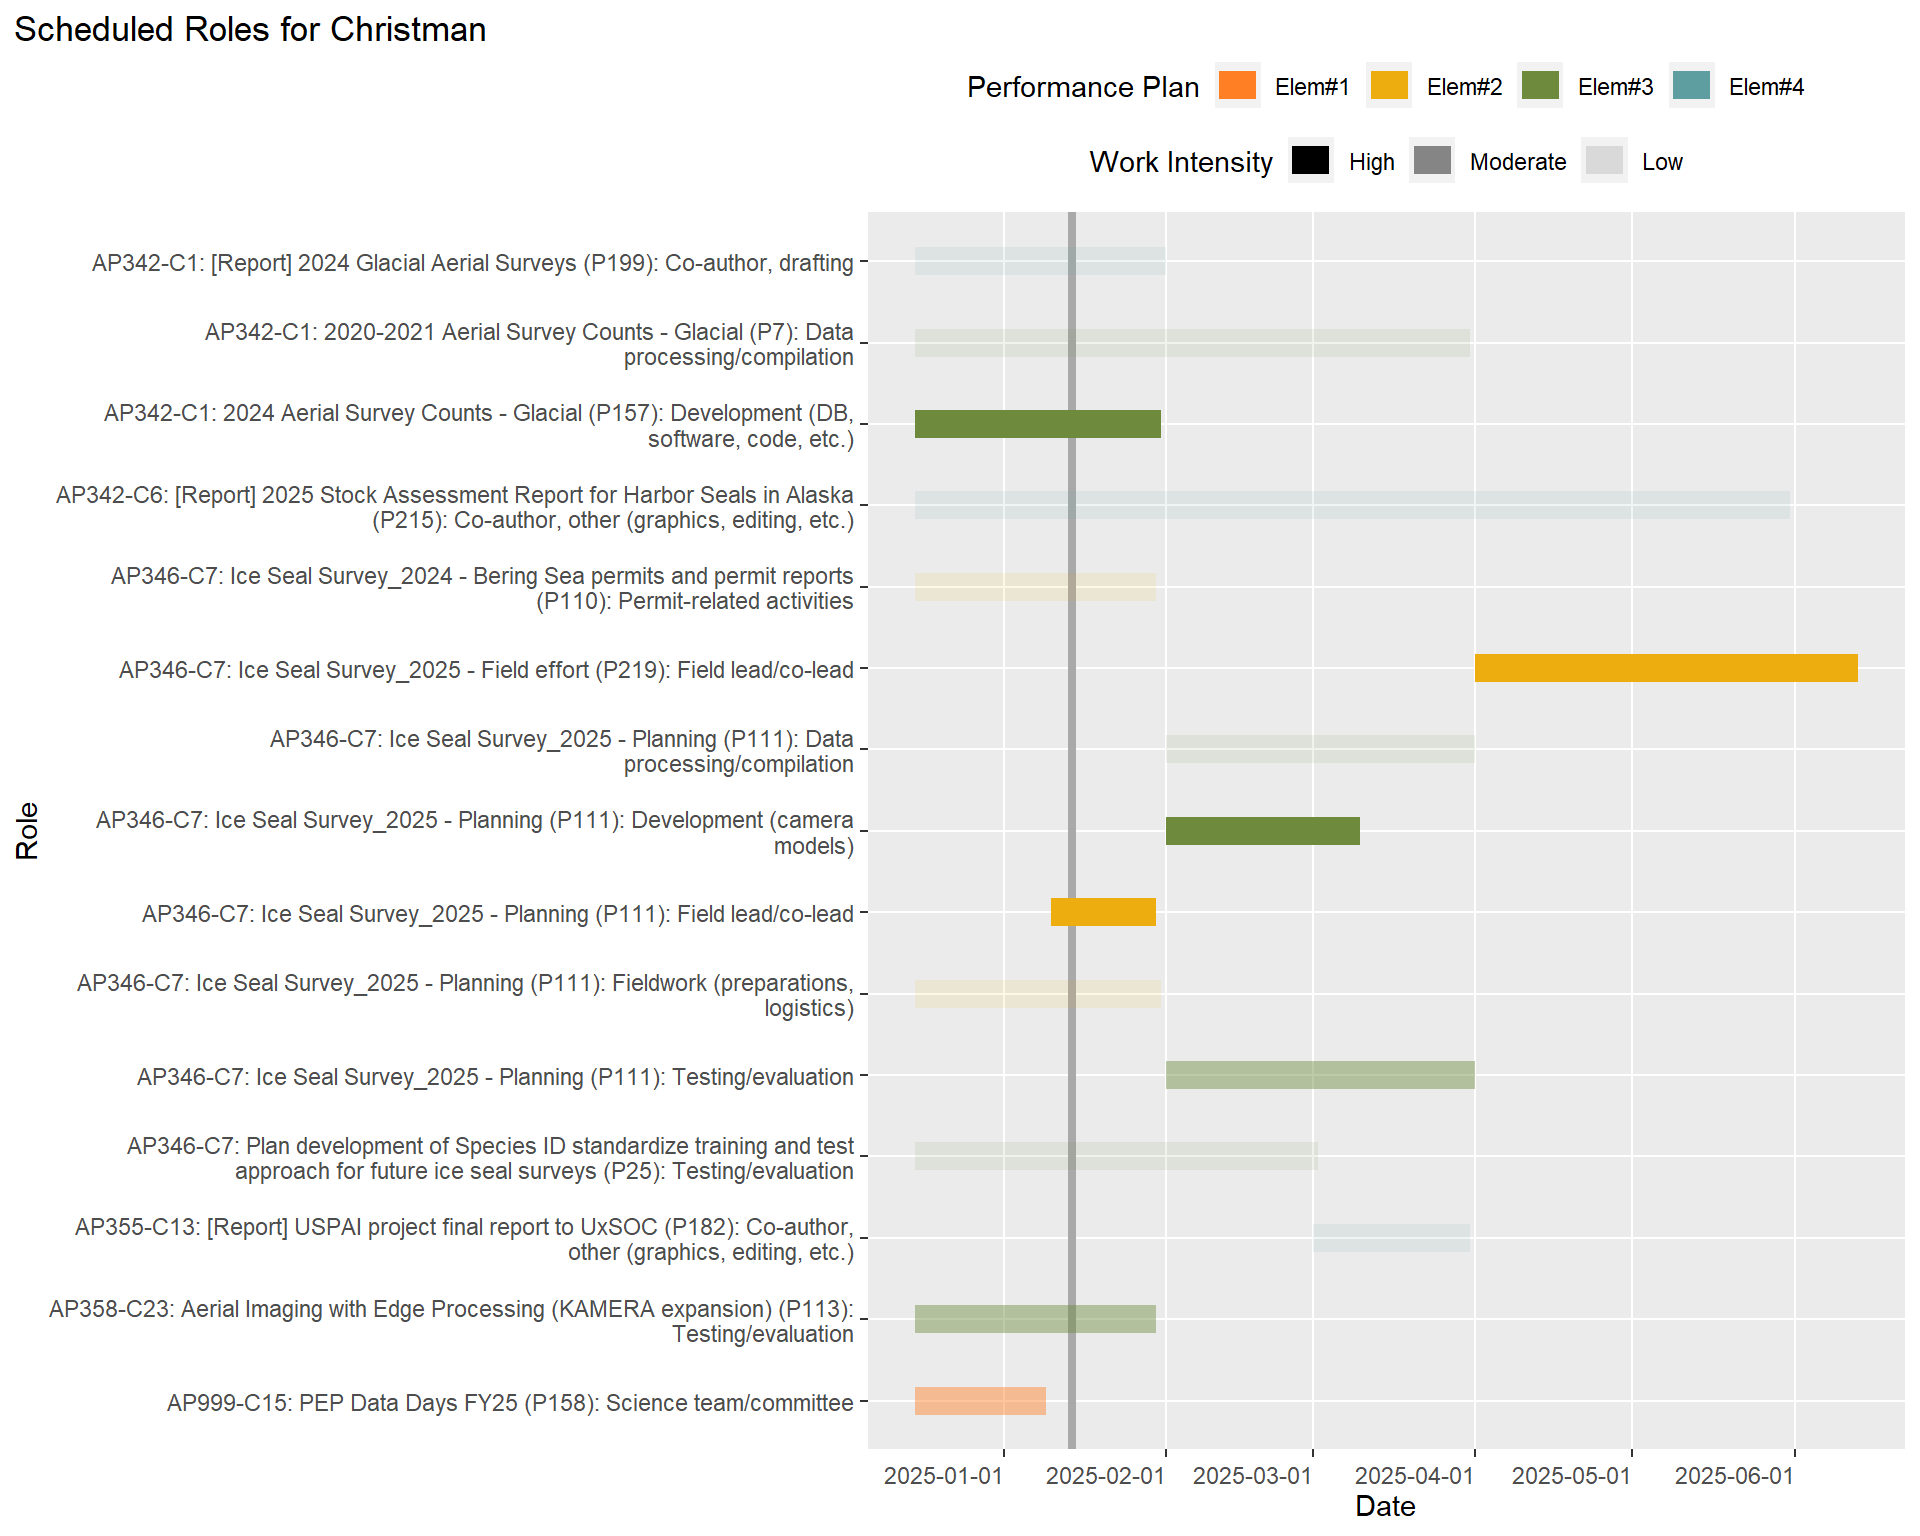 Scheduled Roles for Christman
Performance Plan Elem#1 Elem#2 Elem#3 Elem#4
Work Intensity High Moderate Low
AP342-C1: [Report] 2024 Glacial Aerial Surveys (P199): Co-author, drafting
AP342-C1: 2020-2021 Aerial Survey Counts - Glacial (P7): Data
processing/compilation
AP342-C1: 2024 Aerial Survey Counts - Glacial (P157): Development (DB,
software, code, etc.)
AP342-C6: [Report] 2025 Stock Assessment Report for Harbor Seals in Alaska
(P215): Co-author, other (graphics, editing, etc.)
AP346-C7: Ice Seal Survey_2024 - Bering Sea permits and permit reports
(P110): Permit-related activities
AP346-C7: Ice Seal Survey_2025 - Field effort (P219): Field lead/co-lead
AP346-C7: Ice Seal Survey_2025 - Planning (P111): Data
processing/compilation
AP346-C7: Ice Seal Survey_2025 - Planning (P111): Development (camera
models)
AP346-C7: Ice Seal Survey_2025 - Planning (P111): Field lead/co-lead
AP346-C7: Ice Seal Survey_2025 - Planning (P111): Fieldwork (preparations,
logistics)
AP346-C7: Ice Seal Survey_2025 - Planning (P111): Testing/evaluation
AP346-C7: Plan development of Species ID standardize training and test
approach for future ice seal surveys (P25): Testing/evaluation
AP355-C13: [Report] USPAI project final report to UxSOC (P182): Co-author,
other (graphics, editing, etc.)
AP358-C23: Aerial Imaging with Edge Processing (KAMERA expansion) (P113):
Testing/evaluation
AP999-C15: PEP Data Days FY25 (P158): Science team/committee
Role
2025-01-01 2025-02-01 2025-03-01 2025-04-01 2025-05-01 2025-06-01
Date